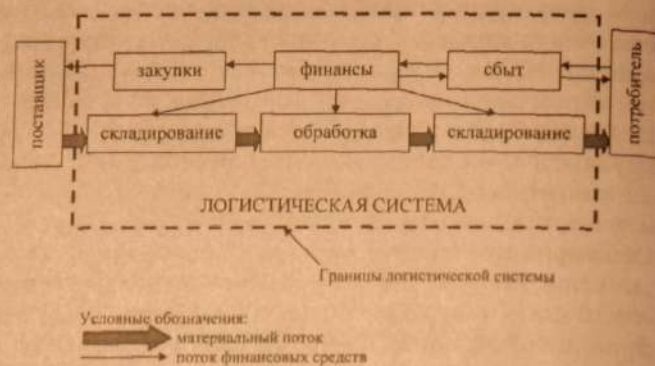 поставщик
закупки
финансы
сбыт
потребитель
складирование
обработка
складирование
ЛОГИСТИЧЕСКАЯ СИСТЕМА
Границы логистической системы
Условные обозначения:
материальный поток
поток финансовых средств